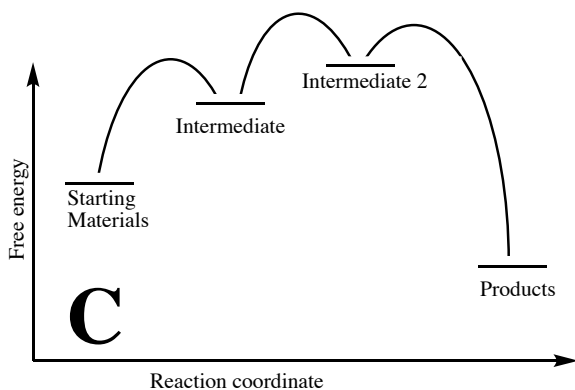 Intermediate 2
Intermediate
Starting
Materials
Free energy
Products
C
Reaction coordinate